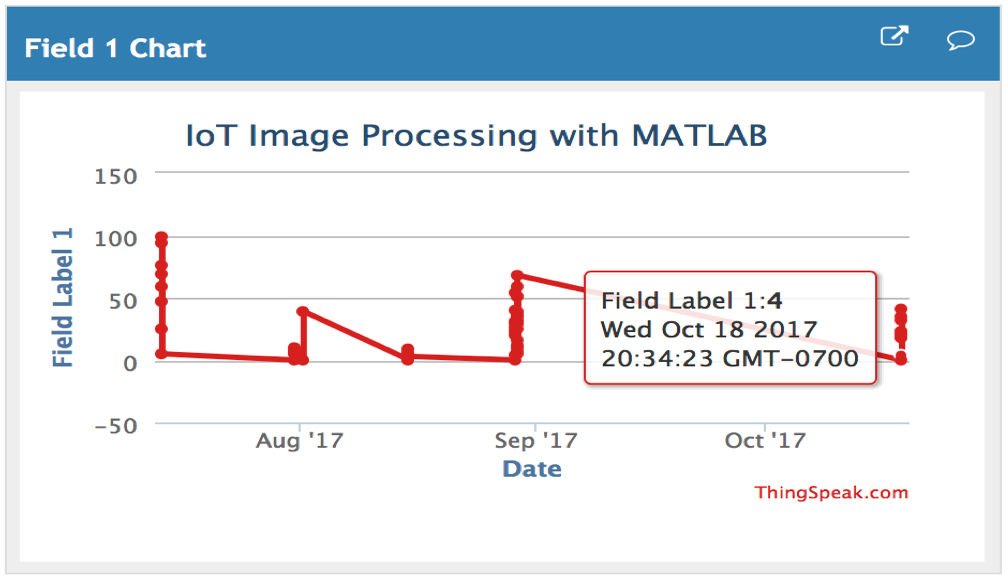 Field 1 Chart
IoT Image Processing with MATLAB
150
100
50
0
−50
Field Label 1
Field Label 1:4
Wed Oct 18 2017
20:34:23 GMT−0700
Aug '17
Sep '17
Oct '17
Date
ThingSpeak.com